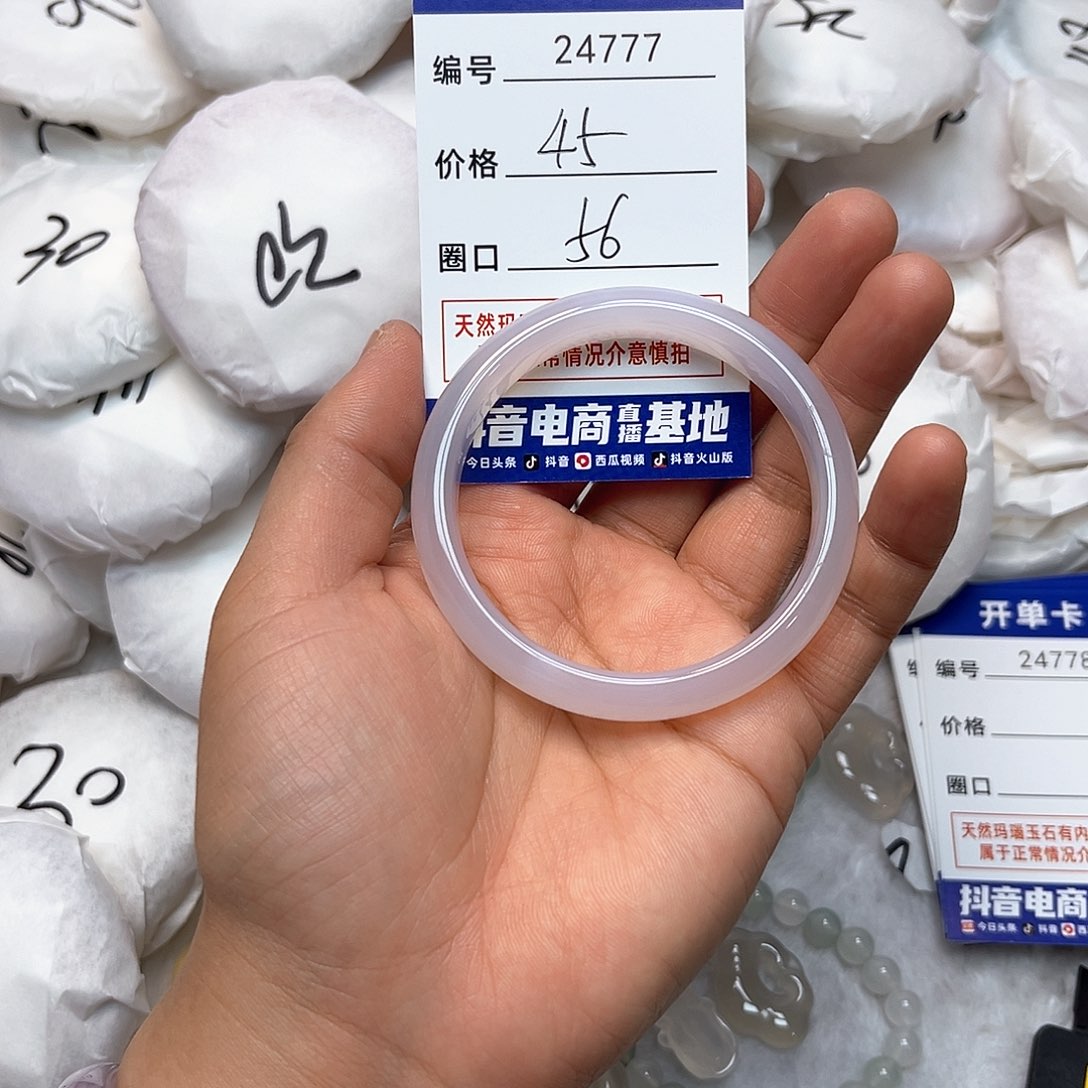 编号 24777
价格 45
圈口 56
天然玛
常情况介意慎拍
抖音电商直播基地
今日头条 抖音 西瓜视频 抖音火山版
30
20
开单卡
编号 24778
价格
圈口
天然玛瑙玉石有内
属于正常情况介
抖音电商
今日头条 抖音 西